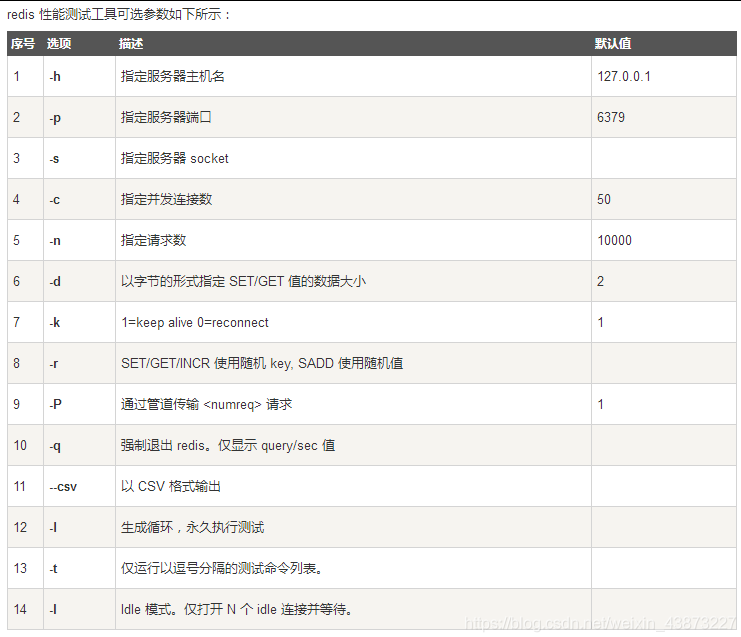 redis 性能测试工具可选参数如下所示：
序号 选项 描述 默认值
1 -h 指定服务器主机名 127.0.0.1
2 -p 指定服务器端口 6379
3 -s 指定服务器 socket
4 -c 指定并发连接数 50
5 -n 指定请求数 10000
6 -d 以字节的形式指定 SET/GET 值的数据大小 2
7 -k 1=keep alive 0=reconnect 1
8 -r SET/GET/INCR 使用随机 key, SADD 使用随机值
9 -P 通过管道传输 <numreq> 请求 1
10 -q 强制退出 redis。仅显示 query/sec 值
11 --csv 以 CSV 格式输出
12 -l 生成循环，永久执行测试
13 -t 仅运行以逗号分隔的测试命令列表。
14 -I Idle 模式。仅打开 N 个 idle 连接并等待。
https://blog.csdn.net/weixin_43873227